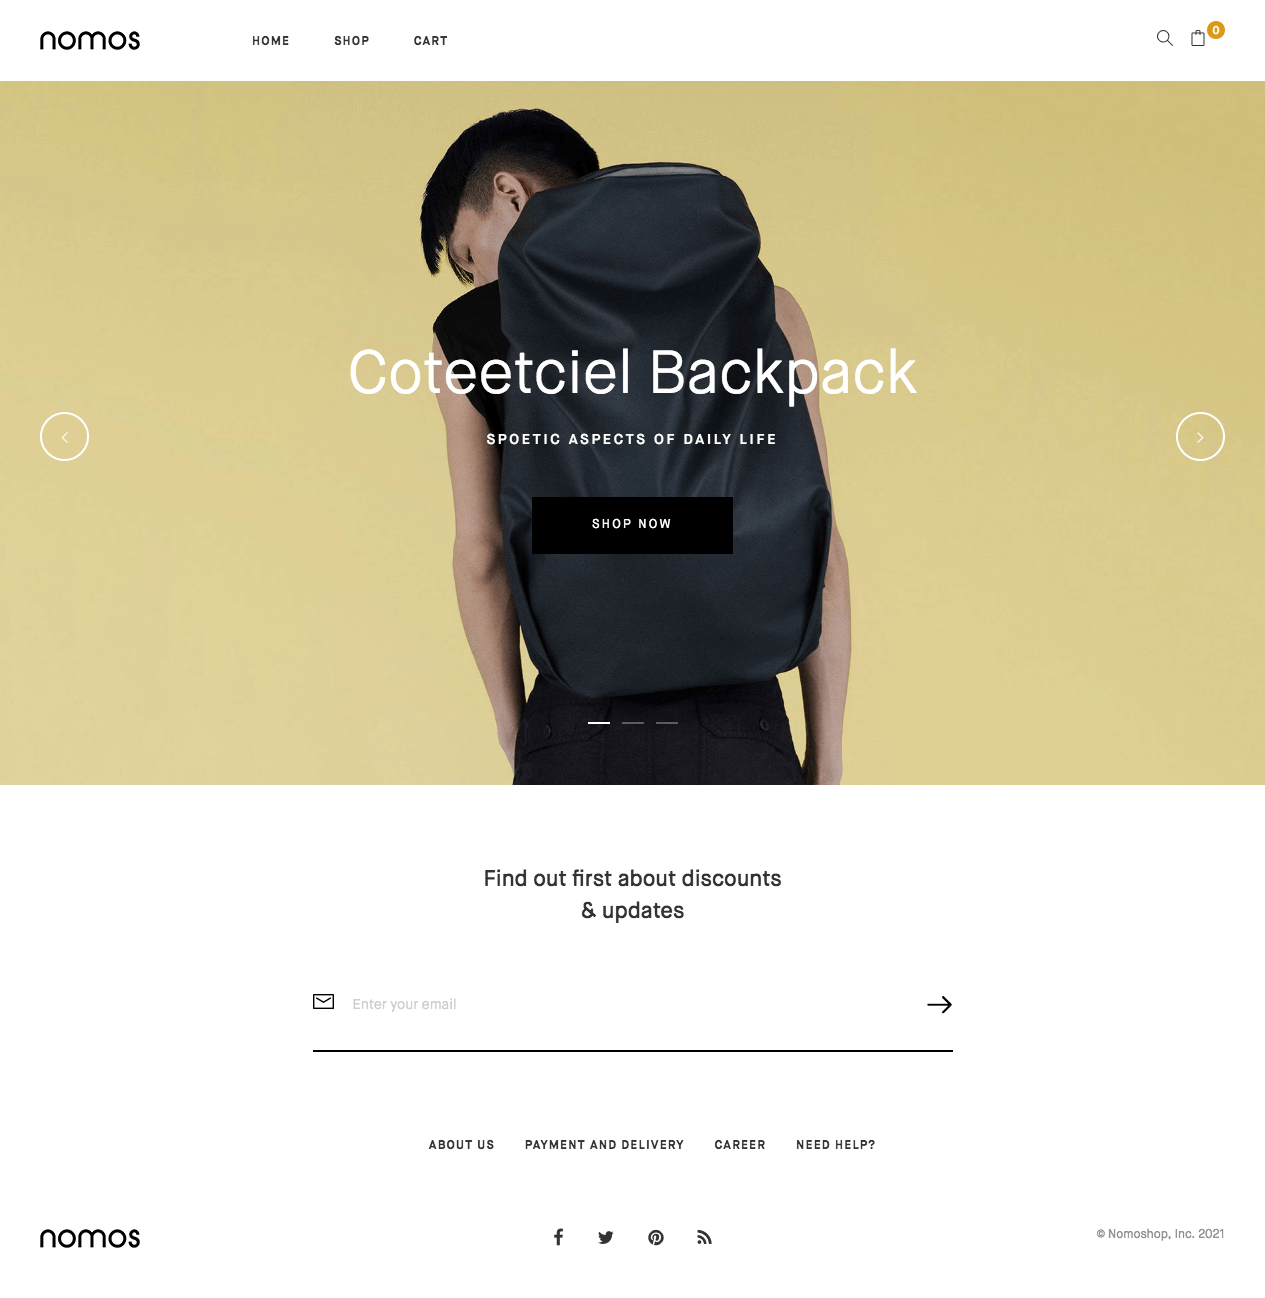 nomos
HOME SHOP CART
0
Coteetciel Backpack
SPOETIC ASPECTS OF DAILY LIFE
SHOP NOW
Find out first about discounts
& updates
Enter your email
ABOUT US PAYMENT AND DELIVERY CAREER NEED HELP?
nomos
© Nomoshop, Inc. 2021